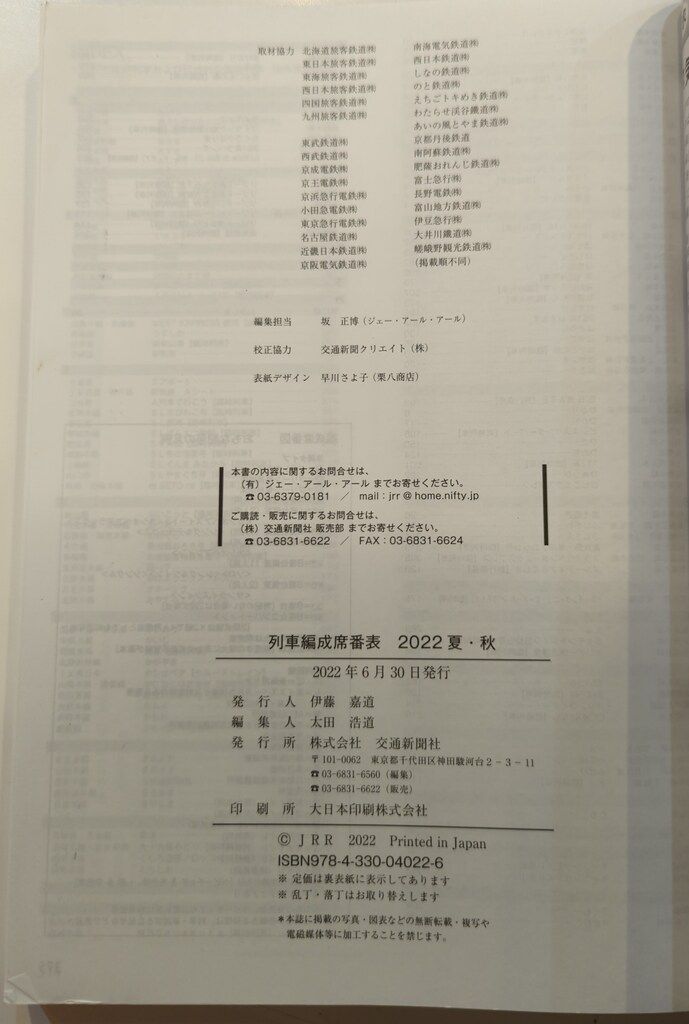 取材協力 北海道旅客鉄道㈱
東日本旅客鉄道㈱
東海旅客鉄道㈱
西日本旅客鉄道㈱
四国旅客鉄道㈱
九州旅客鉄道㈱
東武鉄道㈱
西武鉄道㈱
京成電鉄㈱
京王電鉄㈱
京浜急行電鉄㈱
小田急電鉄㈱
東京急行電鉄㈱
名古屋鉄道㈱
近畿日本鉄道㈱
京阪電気鉄道㈱
南海電気鉄道㈱
西日本鉄道㈱
しなの鉄道㈱
のと鉄道㈱
えちごトキめき鉄道㈱
わたらせ渓谷鐵道㈱
あいの風とやま鉄道㈱
京都丹後鉄道
南阿蘇鉄道㈱
肥薩おれんじ鉄道㈱
富士急行㈱
長野電鉄㈱
富山地方鉄道㈱
伊豆急行㈱
大井川鐵道㈱
嵯峨野観光鉄道㈱
(掲載順不同)
編集担当 坂 正博(ジェー・アール・アール)
校正協力 交通新聞クリエイト(株)
表紙デザイン 早川さよ子(栗八商店)
本書の内容に関するお問合せは、
(有)ジェー・アール・アール までお寄せください。
☎03-6379-0181 / mail:jrr@home.nifty.jp
ご購読・販売に関するお問合せは、
(株)交通新聞社 販売部 までお寄せください。
☎03-6831-6622 / FAX:03-6831-6624
列車編成席番表 2022 夏・秋
2022年6月30日発行
発行人 伊藤 嘉道
編集人 太田 浩道
発行所 株式会社 交通新聞社
〒101-0062 東京都千代田区神田駿河台2-3-11
☎03-6831-6560(編集)
☎03-6831-6622(販売)
印刷所 大日本印刷株式会社
© JRR 2022 Printed in Japan
ISBN978-4-330-04022-6
※ 定価は裏表紙に表示してあります
※ 乱丁・落丁はお取り替えします
*本誌に掲載の写真・図表などの無断転載・複写や
電磁媒体等に加工することを禁じます。